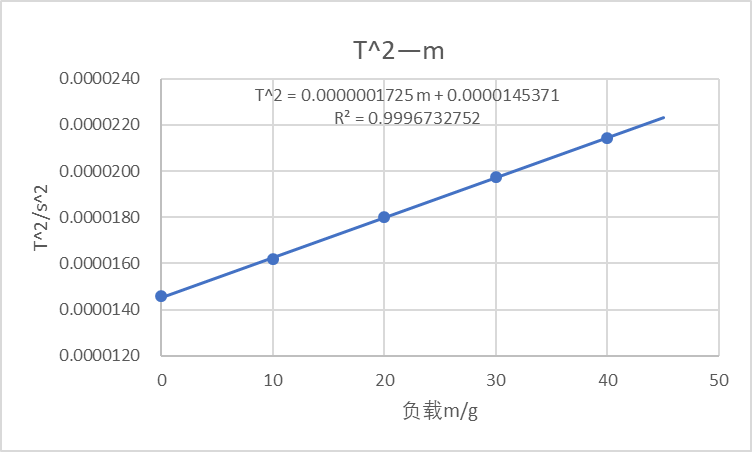 T^2—m
T^2 = 0.0000001725 m + 0.0000145371
R² = 0.9996732752
T^2/s^2
0.0000240
0.0000220
0.0000200
0.0000180
0.0000160
0.0000140
0.0000120
0 10 20 30 40 50
负载m/g